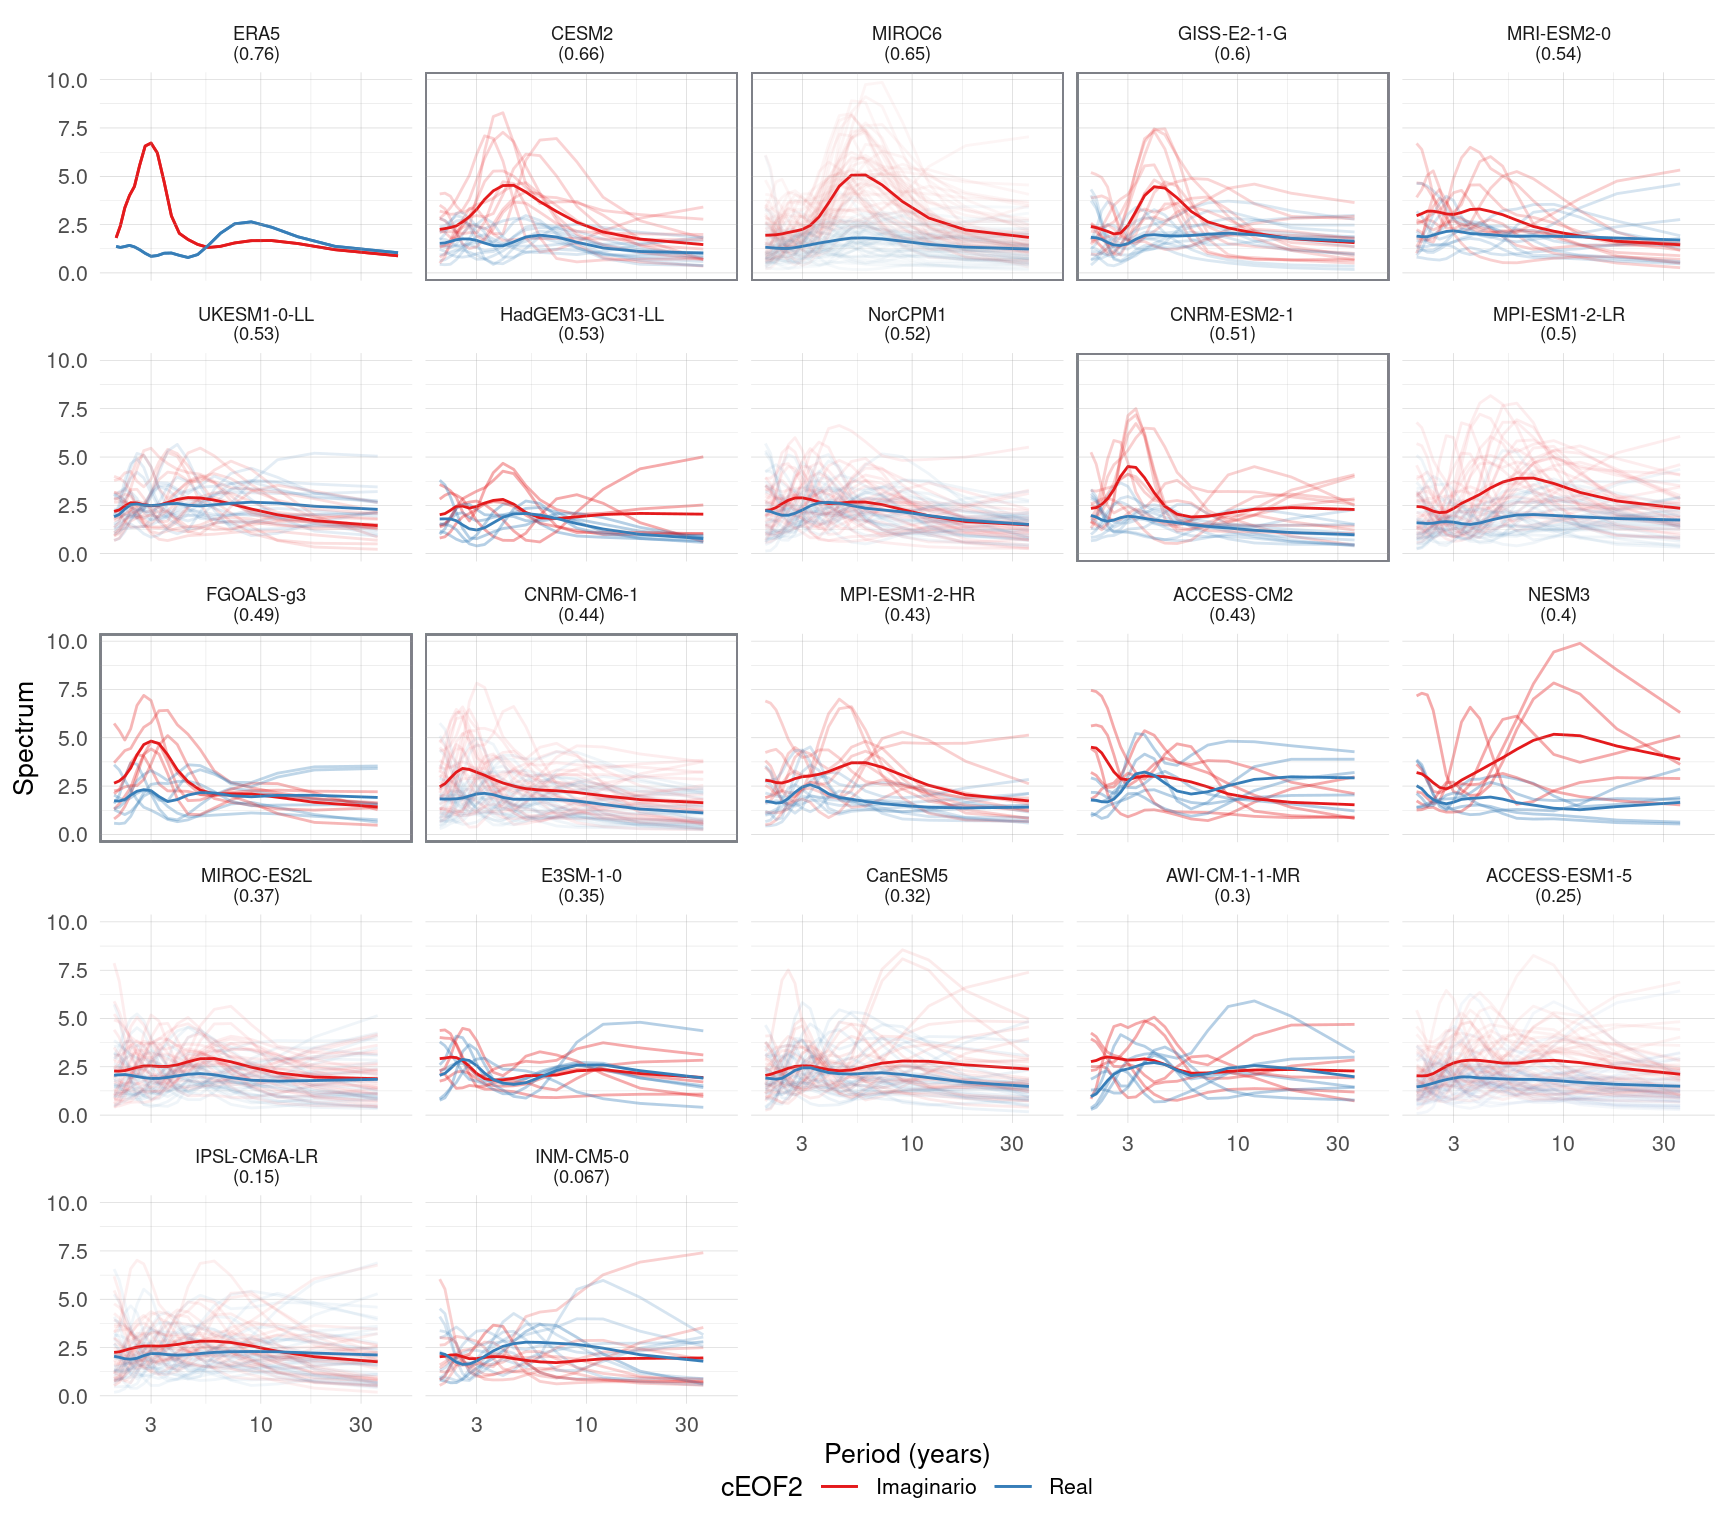 ERA5
(0.76)
CESM2
(0.66)
MIROC6
(0.65)
GISS-E2-1-G
(0.6)
MRI-ESM2-0
(0.54)
10.0
7.5
5.0
2.5
0.0
UKESM1-0-LL
(0.53)
HadGEM3-GC31-LL
(0.53)
NorCPM1
(0.52)
CNRM-ESM2-1
(0.51)
MPI-ESM1-2-LR
(0.5)
10.0
7.5
5.0
2.5
0.0
FGOALS-g3
(0.49)
CNRM-CM6-1
(0.44)
MPI-ESM1-2-HR
(0.43)
ACCESS-CM2
(0.43)
NESM3
(0.4)
10.0
7.5
5.0
2.5
0.0
Spectrum
MIROC-ES2L
(0.37)
E3SM-1-0
(0.35)
CanESM5
(0.32)
AWI-CM-1-1-MR
(0.3)
ACCESS-ESM1-5
(0.25)
10.0
7.5
5.0
2.5
0.0
3 10 30
3 10 30
3 10 30
IPSL-CM6A-LR
(0.15)
INM-CM5-0
(0.067)
10.0
7.5
5.0
2.5
0.0
3 10 30
3 10 30
Period (years)
cEOF2 Imaginario Real